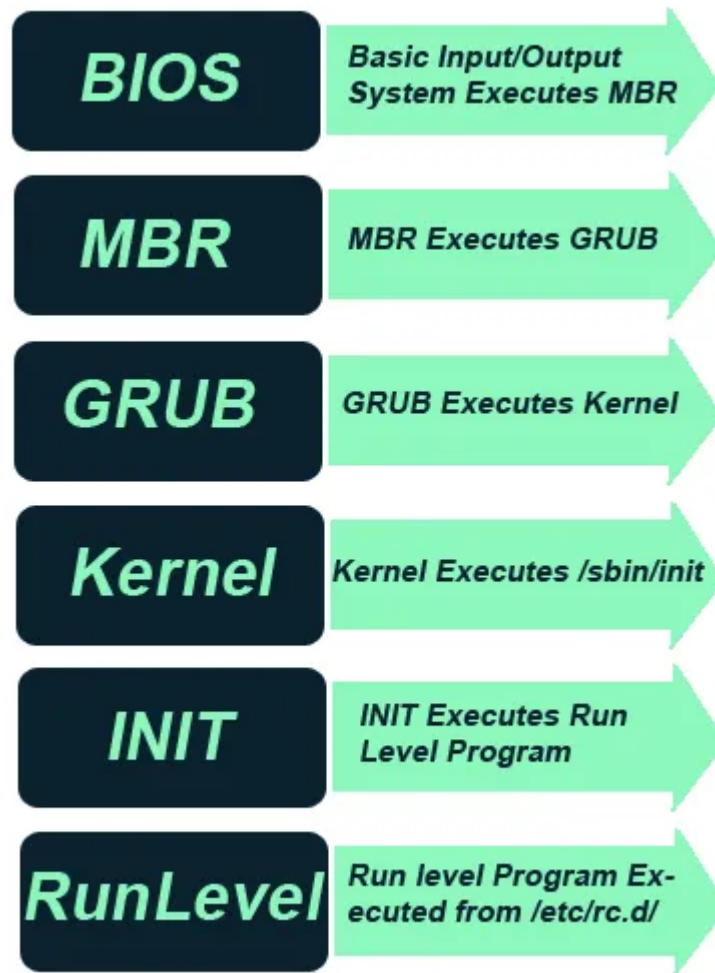 BIOS
Basic Input/Output
System Executes MBR
MBR
MBR Executes GRUB
GRUB
GRUB Executes Kernel
Kernel
Kernel Executes /sbin/init
INIT
INIT Executes Run
Level Program
RunLevel
Run level Program Ex-
ecuted from /etc/rc.d/